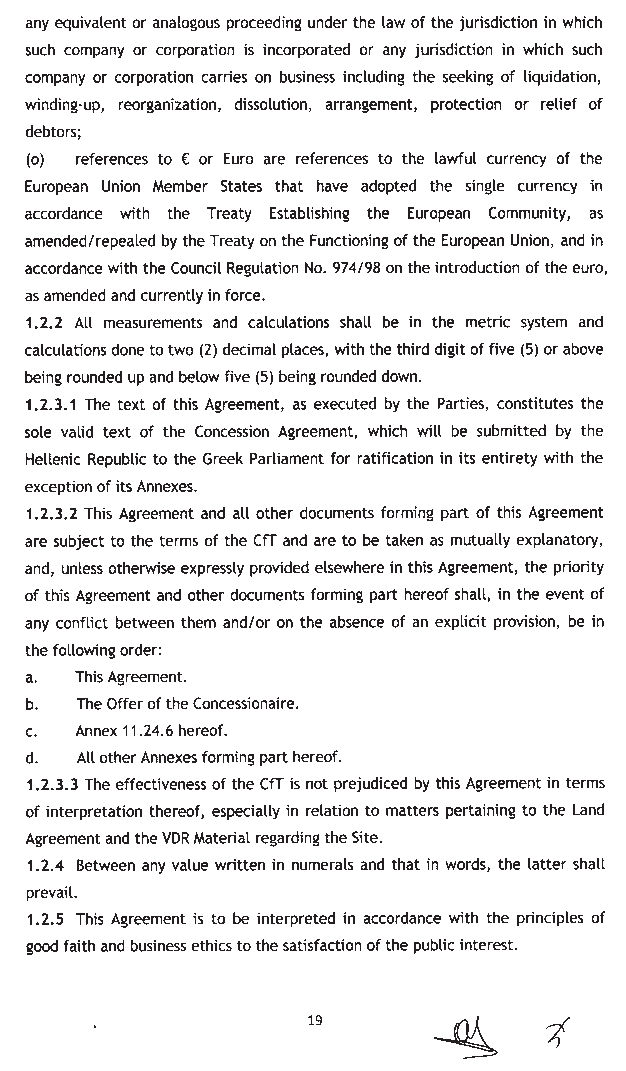 any equivalent or analogous proceeding under the law of the jurisdiction in which
such company or corporation is incorporated or any jurisdiction in which such
company or corporation carries on business including the seeking of liquidation,
winding-up, reorganization, dissolution, arrangement, protection or relief of
debtors;
(o) references to € or Euro are references to the lawful currency of the
European Union Member States that have adopted the single currency in
accordance with the Treaty Establishing the European Community, as
amended/repealed by the Treaty on the Functioning of the European Union, and in
accordance with the Council Regulation No. 974/98 on the introduction of the euro,
as amended and currently in force.
1.2.2 All measurements and calculations shall be in the metric system and
calculations done to two (2) decimal places, with the third digit of five (5) or above
being rounded up and below five (5) being rounded down.
1.2.3.1 The text of this Agreement, as executed by the Parties, constitutes the
sole valid text of the Concession Agreement, which will be submitted by the
Hellenic Republic to the Greek Parliament for ratification in its entirety with the
exception of its Annexes.
1.2.3.2 This Agreement and all other documents forming part of this Agreement
are subject to the terms of the CfT and are to be taken as mutually explanatory,
and, unless otherwise expressly provided elsewhere in this Agreement, the priority
of this Agreement and other documents forming part hereof shall, in the event of
any conflict between them and/or on the absence of an explicit provision, be in
the following order:
a. This Agreement.
b. The Offer of the Concessionaire.
c. Annex 11.24.6 hereof.
d. All other Annexes forming part hereof.
1.2.3.3 The effectiveness of the CfT is not prejudiced by this Agreement in terms
of interpretation thereof, especially in relation to matters pertaining to the Land
Agreement and the VDR Material regarding the Site.
1.2.4 Between any value written in numerals and that in words, the latter shall
prevail.
1.2.5 This Agreement is to be interpreted in accordance with the principles of
good faith and business ethics to the satisfaction of the public interest.
19